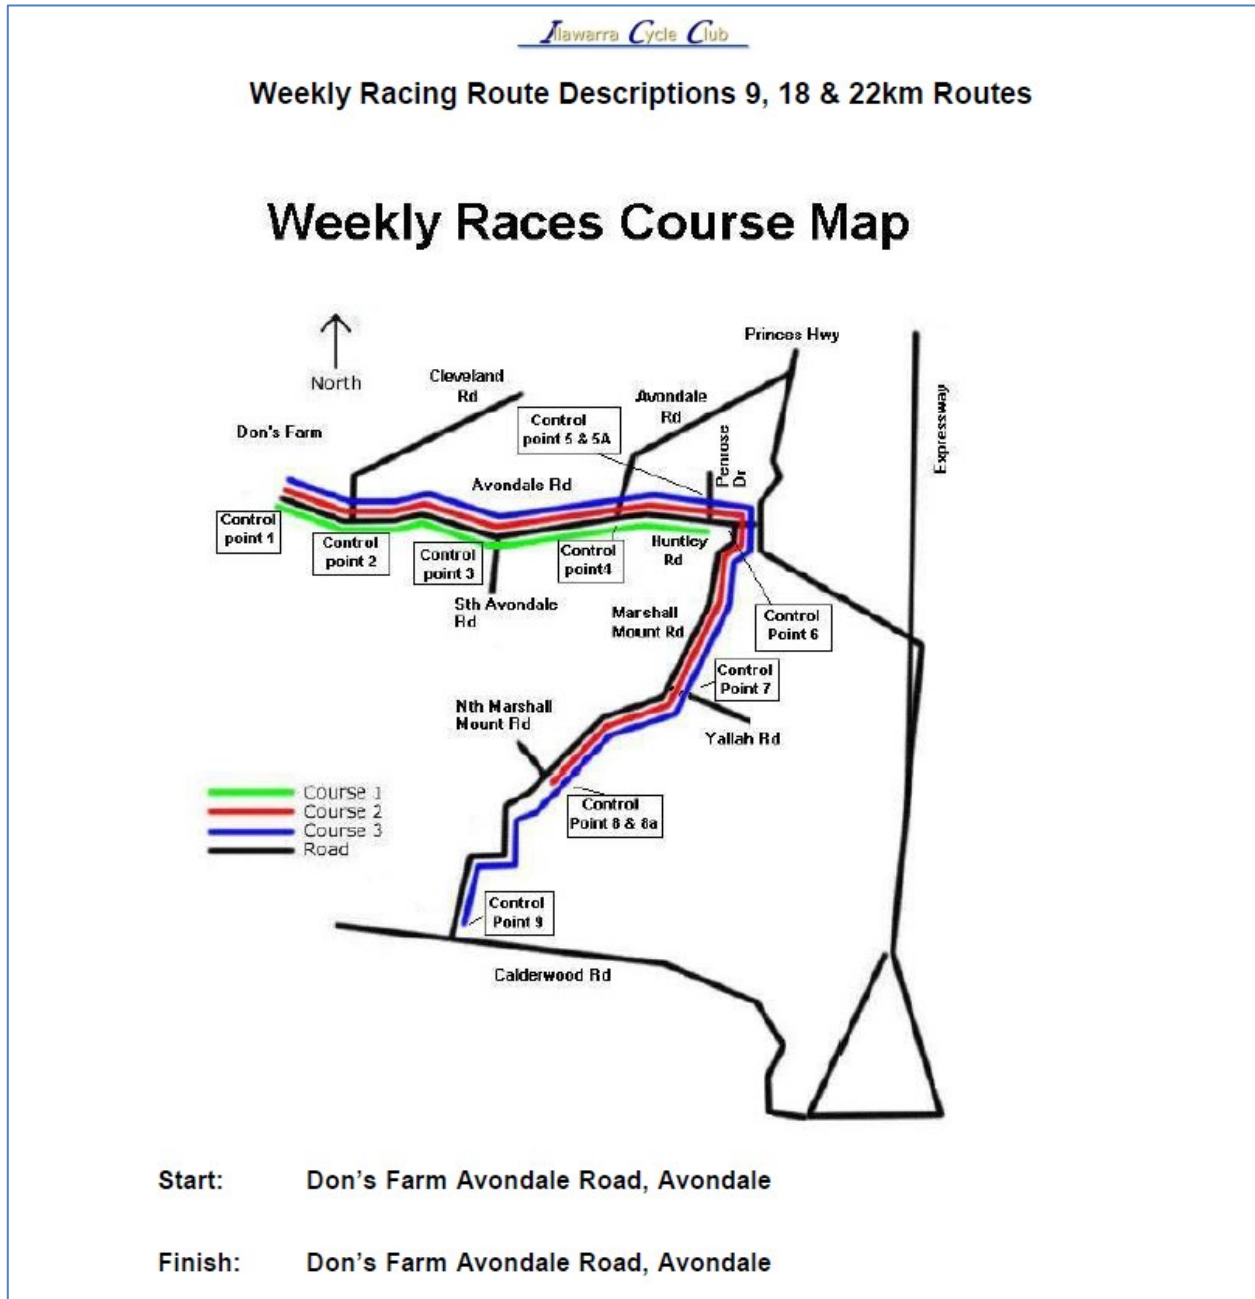 Illawarra Cycle Club
Weekly Racing Route Descriptions 9, 18 & 22km Routes
Weekly Races Course Map
North
Princes Hwy
Cleveland
Rd
Avondale
Rd
Expressway
Don's Farm
Control
point 5 & 5A
Penrose
Dr
Avondale Rd
Control
point 1
Control
point 2
Control
point 3
Control
point4
Huntley
Rd
Sth Avondale
Rd
Marshall
Mount Rd
Control
Point 6
Control
Point 7
Nth Marshall
Mount Rd
Yallah Rd
Course 1
Course 2
Course 3
Road
Control
Point 8 & 8a
Control
Point 9
Calderwood Rd
Start: Don's Farm Avondale Road, Avondale
Finish: Don's Farm Avondale Road, Avondale